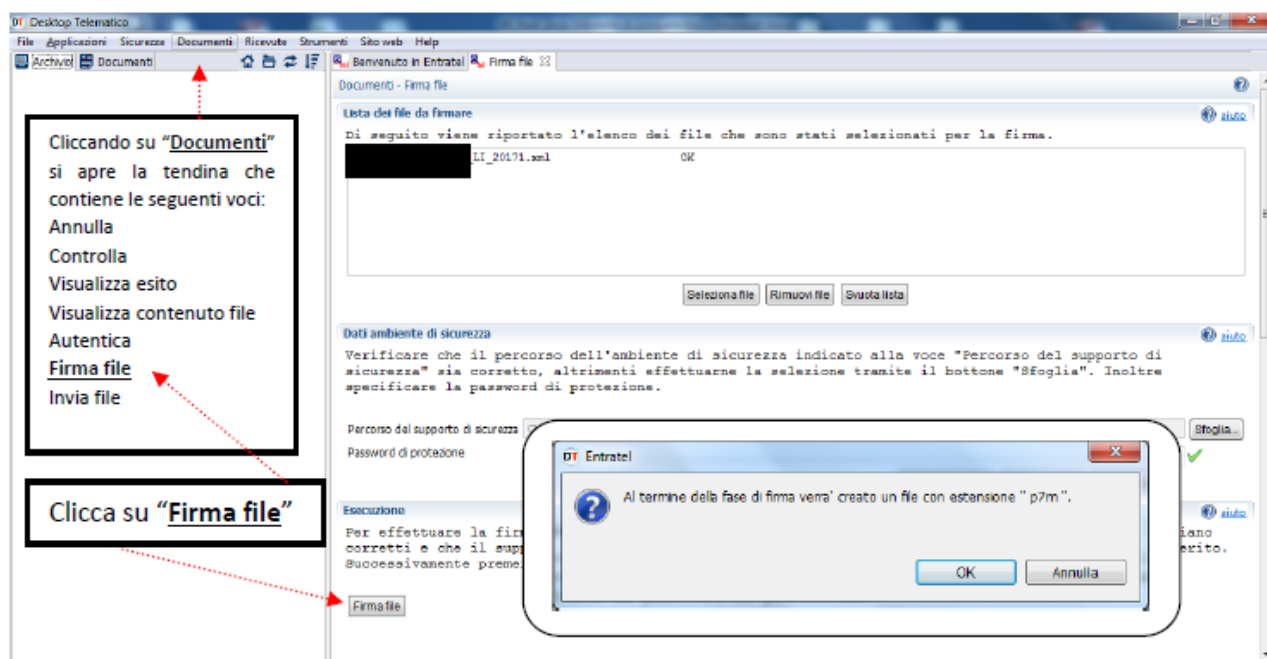 DT Desktop Telematico
File Applicazioni Sicurezza Documenti Ricevute Strumenti Sito web Help
Archivio Documenti
Benvenuto in Entratel Firma file
Documenti - Firma file
Lista dei file da firmare
aiuto
Di seguito viene riportato l'elenco dei file che sono stati selezionati per la firma.
_LI_20171.xml OK
Seleziona file Rimuovi file Svuota lista
Dati ambiente di sicurezza
aiuto
Verificare che il percorso dell'ambiente di sicurezza indicato alla voce "Percorso del supporto di
sicurezza" sia corretto, altrimenti effettuarne la selezione tramite il bottone "Sfoglia". Inoltre
specificare la password di protezione.
Percorso del supporto di sicurezza
Sfoglia...
Password di protezione
Esecuzione
aiuto
Per effettuare la fir
iano
corretti e che il sup
erito.
Successivamente preme
Firma file
DT Entratel
Al termine della fase di firma verra' creato un file con estensione " p7m ".
OK Annulla
Cliccando su "Documenti"
si apre la tendina che
contiene le seguenti voci:
Annulla
Controlla
Visualizza esito
Visualizza contenuto file
Autentica
Firma file
Invia file
Clicca su "Firma file"